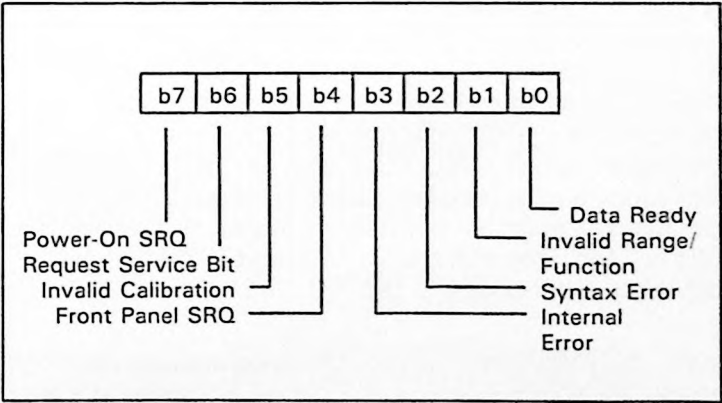 b7 b6 b5 b4 b3 b2 b1 b0
Power-On SRQ
Request Service Bit
Invalid Calibration
Front Panel SRQ
Data Ready
Invalid Range/
Function
Syntax Error
Internal
Error